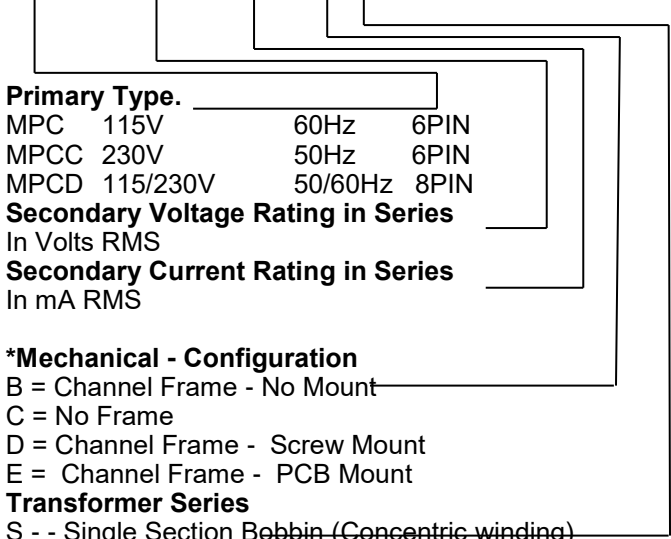 Primary Type.
MPC 115V 60Hz 6PIN
MPCC 230V 50Hz 6PIN
MPCD 115/230V 50/60Hz 8PIN
Secondary Voltage Rating in Series
In Volts RMS
Secondary Current Rating in Series
In mA RMS
*Mechanical - Configuration
B = Channel Frame - No Mount
C = No Frame
D = Channel Frame - Screw Mount
E = Channel Frame - PCB Mount
Transformer Series
S - - Single Section Bobbin (Concentric winding)